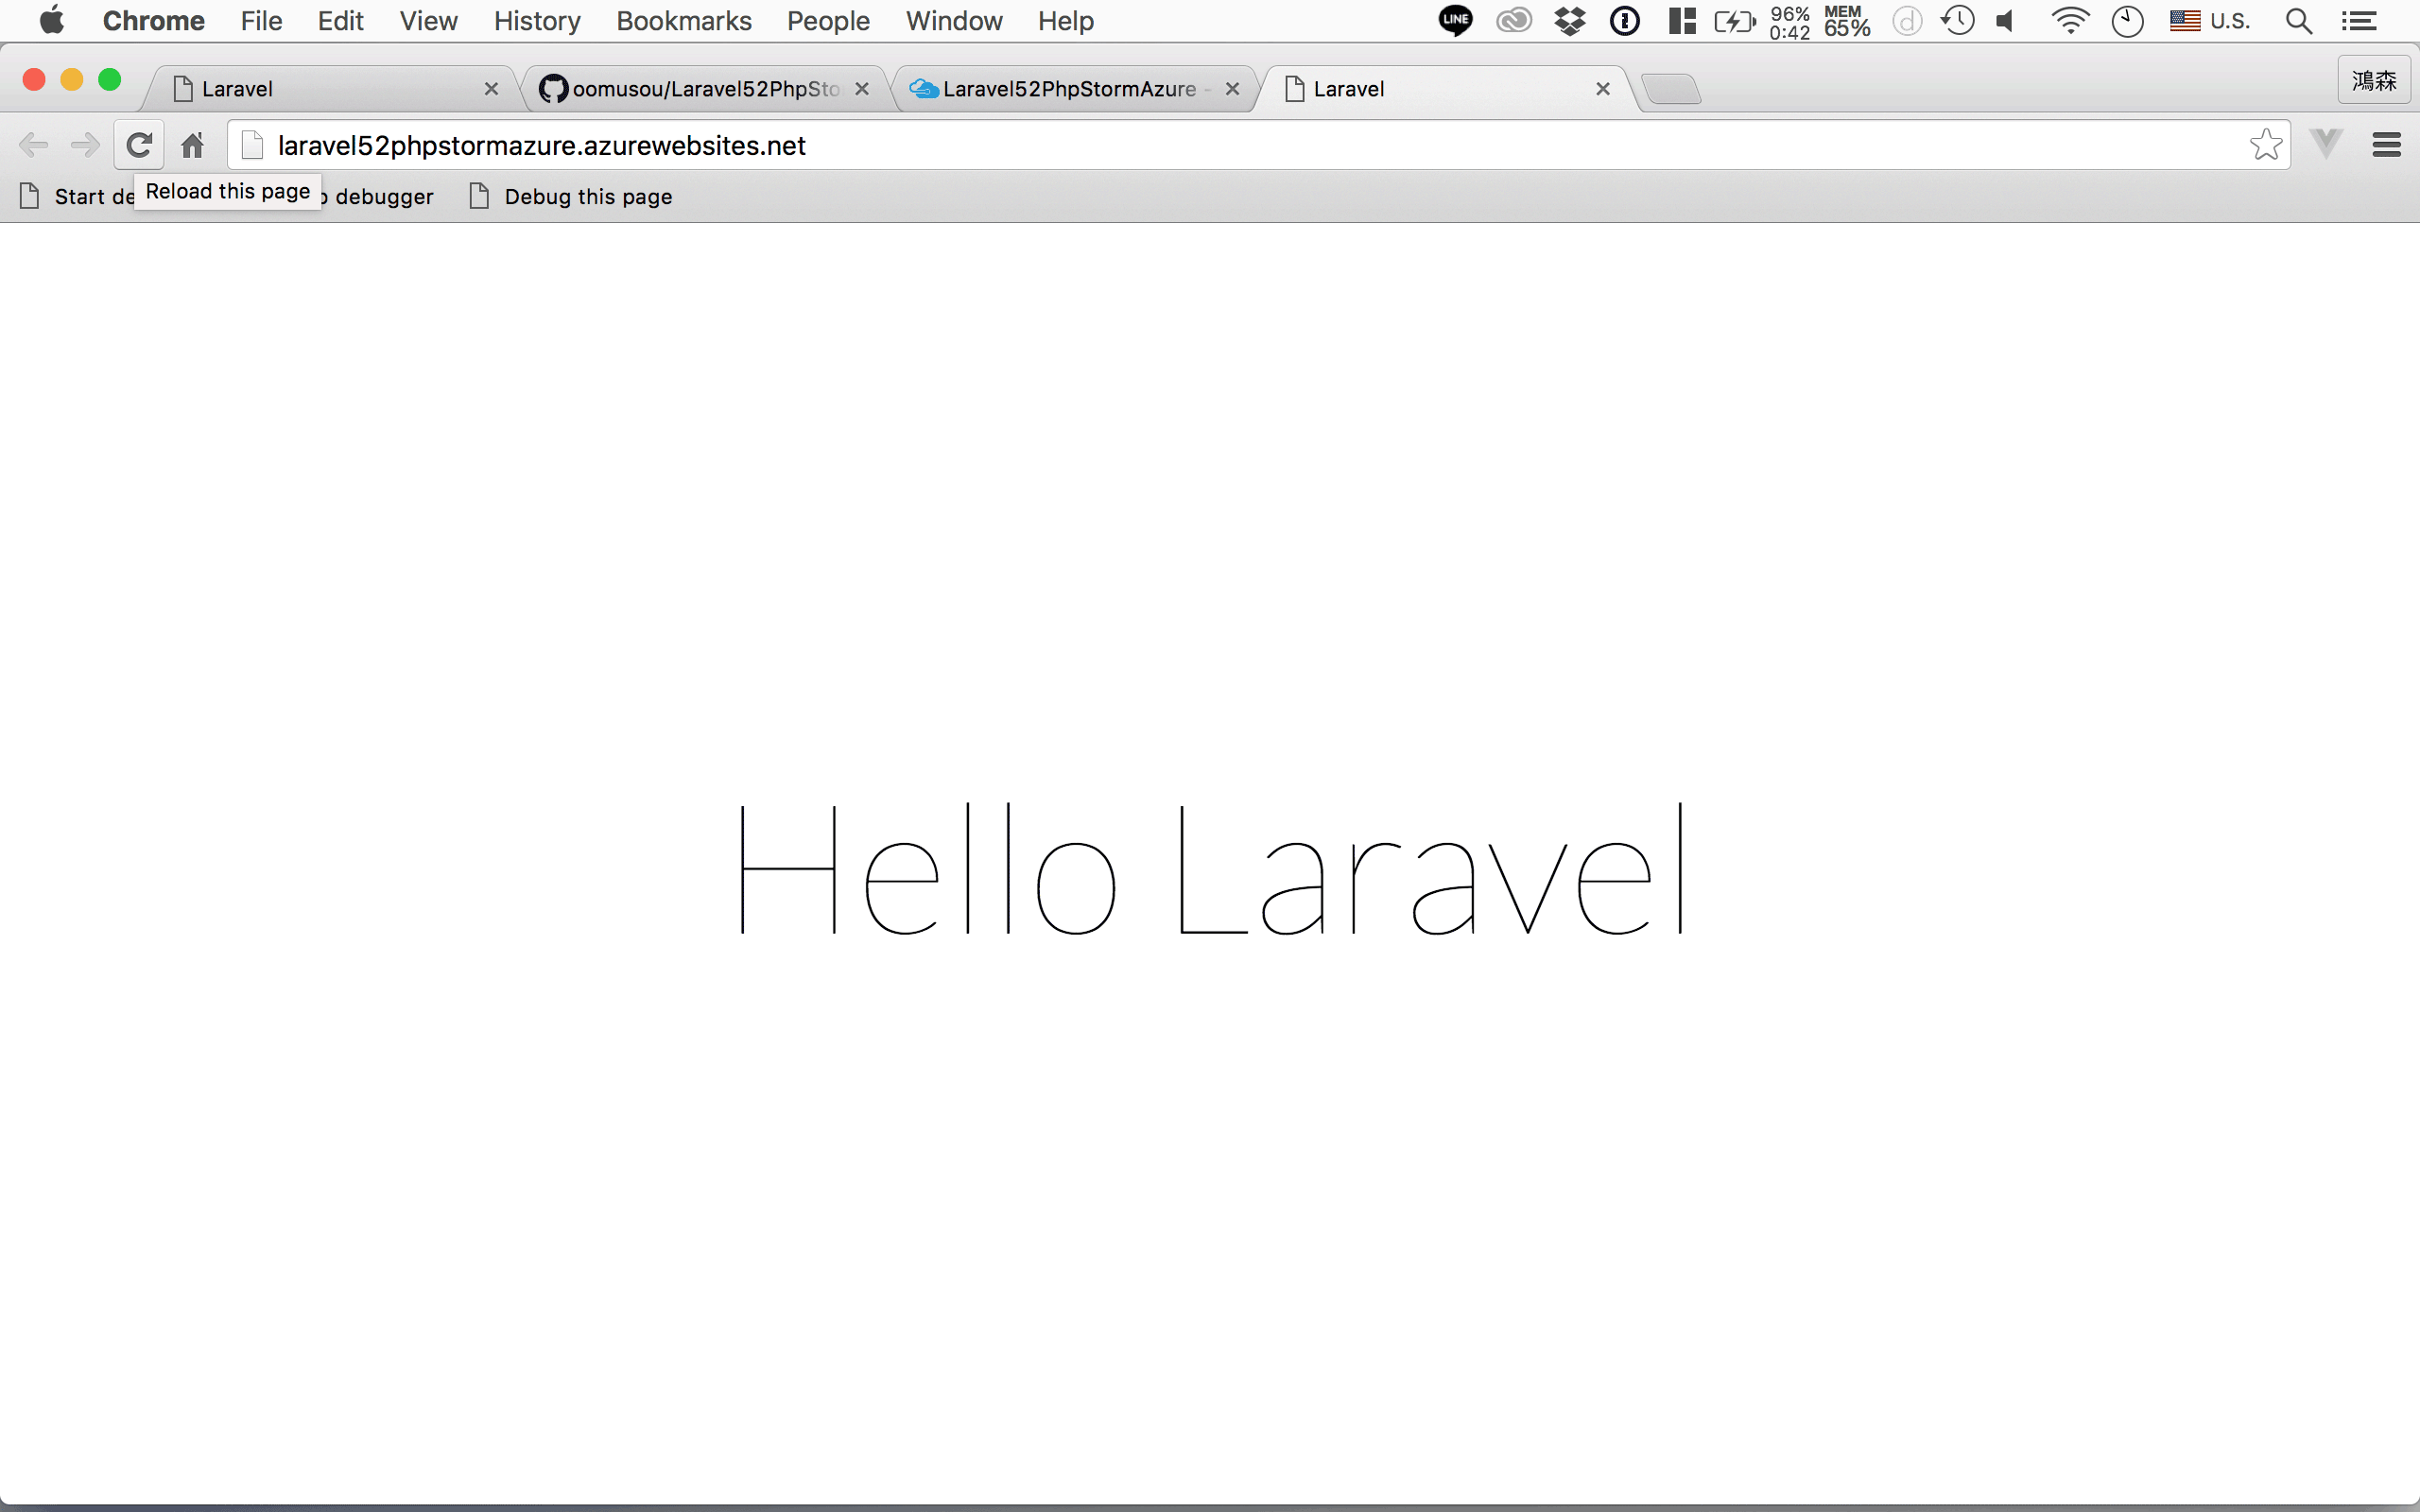 Chrome File Edit View History Bookmarks People Window Help LINE 96% 0:42 MEM 65% U.S.
Laravel oomusou/Laravel52PhpSto Laravel52PhpStormAzure - Laravel 鴻森
laravel52phpstormazure.azurewebsites.net
Start de debugger Debug this page
Reload this page
Hello Laravel